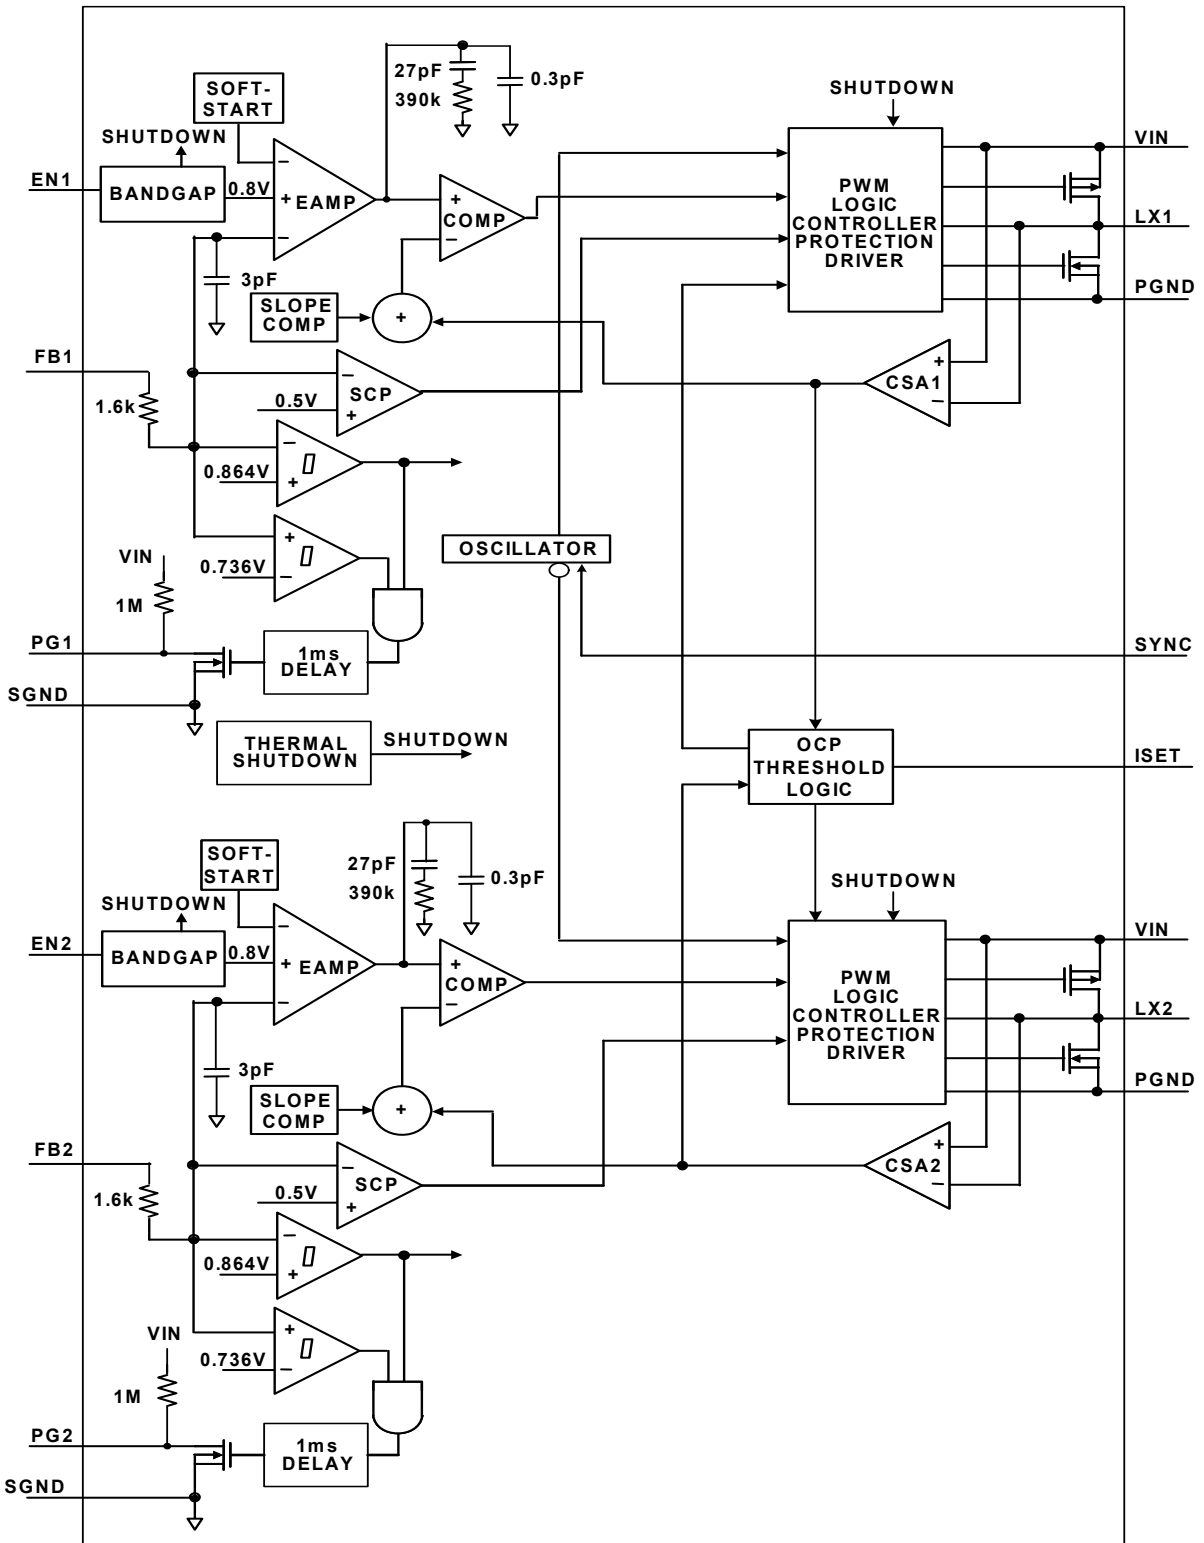 27pF
390k
0.3pF
SOFT-
START
SHUTDOWN
SHUTDOWN
VIN
EN1
BANDGAP
0.8V
−
+
−
EAMP
+
−
COMP
PWM
LOGIC
CONTROLLER
PROTECTION
DRIVER
LX1
3pF
SLOPE
COMP
+
PGND
FB1
1.6k
−
+
SCP
0.5V
+
−
CSA1
−
+
0.864V
+
−
0.736V
OSCILLATOR
VIN
1M
PG1
1ms
DELAY
SYNC
SGND
THERMAL
SHUTDOWN
SHUTDOWN
OCP
THRESHOLD
LOGIC
ISET
27pF
390k
0.3pF
SOFT-
START
SHUTDOWN
SHUTDOWN
VIN
EN2
BANDGAP
0.8V
−
+
−
EAMP
+
−
COMP
PWM
LOGIC
CONTROLLER
PROTECTION
DRIVER
LX2
3pF
SLOPE
COMP
+
PGND
FB2
1.6k
−
+
SCP
0.5V
+
−
CSA2
−
+
0.864V
+
−
0.736V
VIN
1M
PG2
1ms
DELAY
SGND